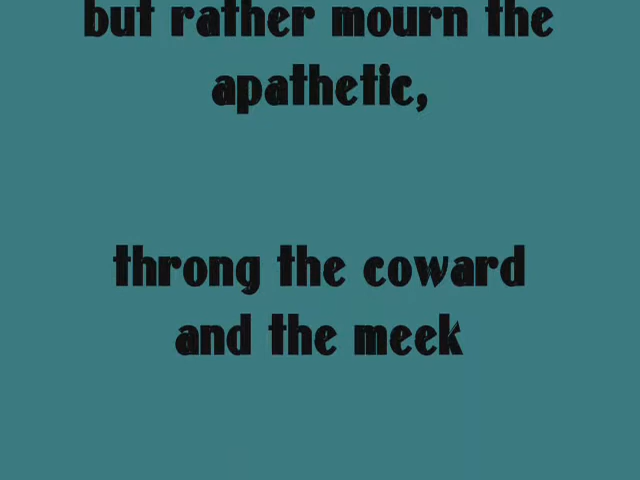 but rather mourn the
apathetic,
throng the coward
and the meek